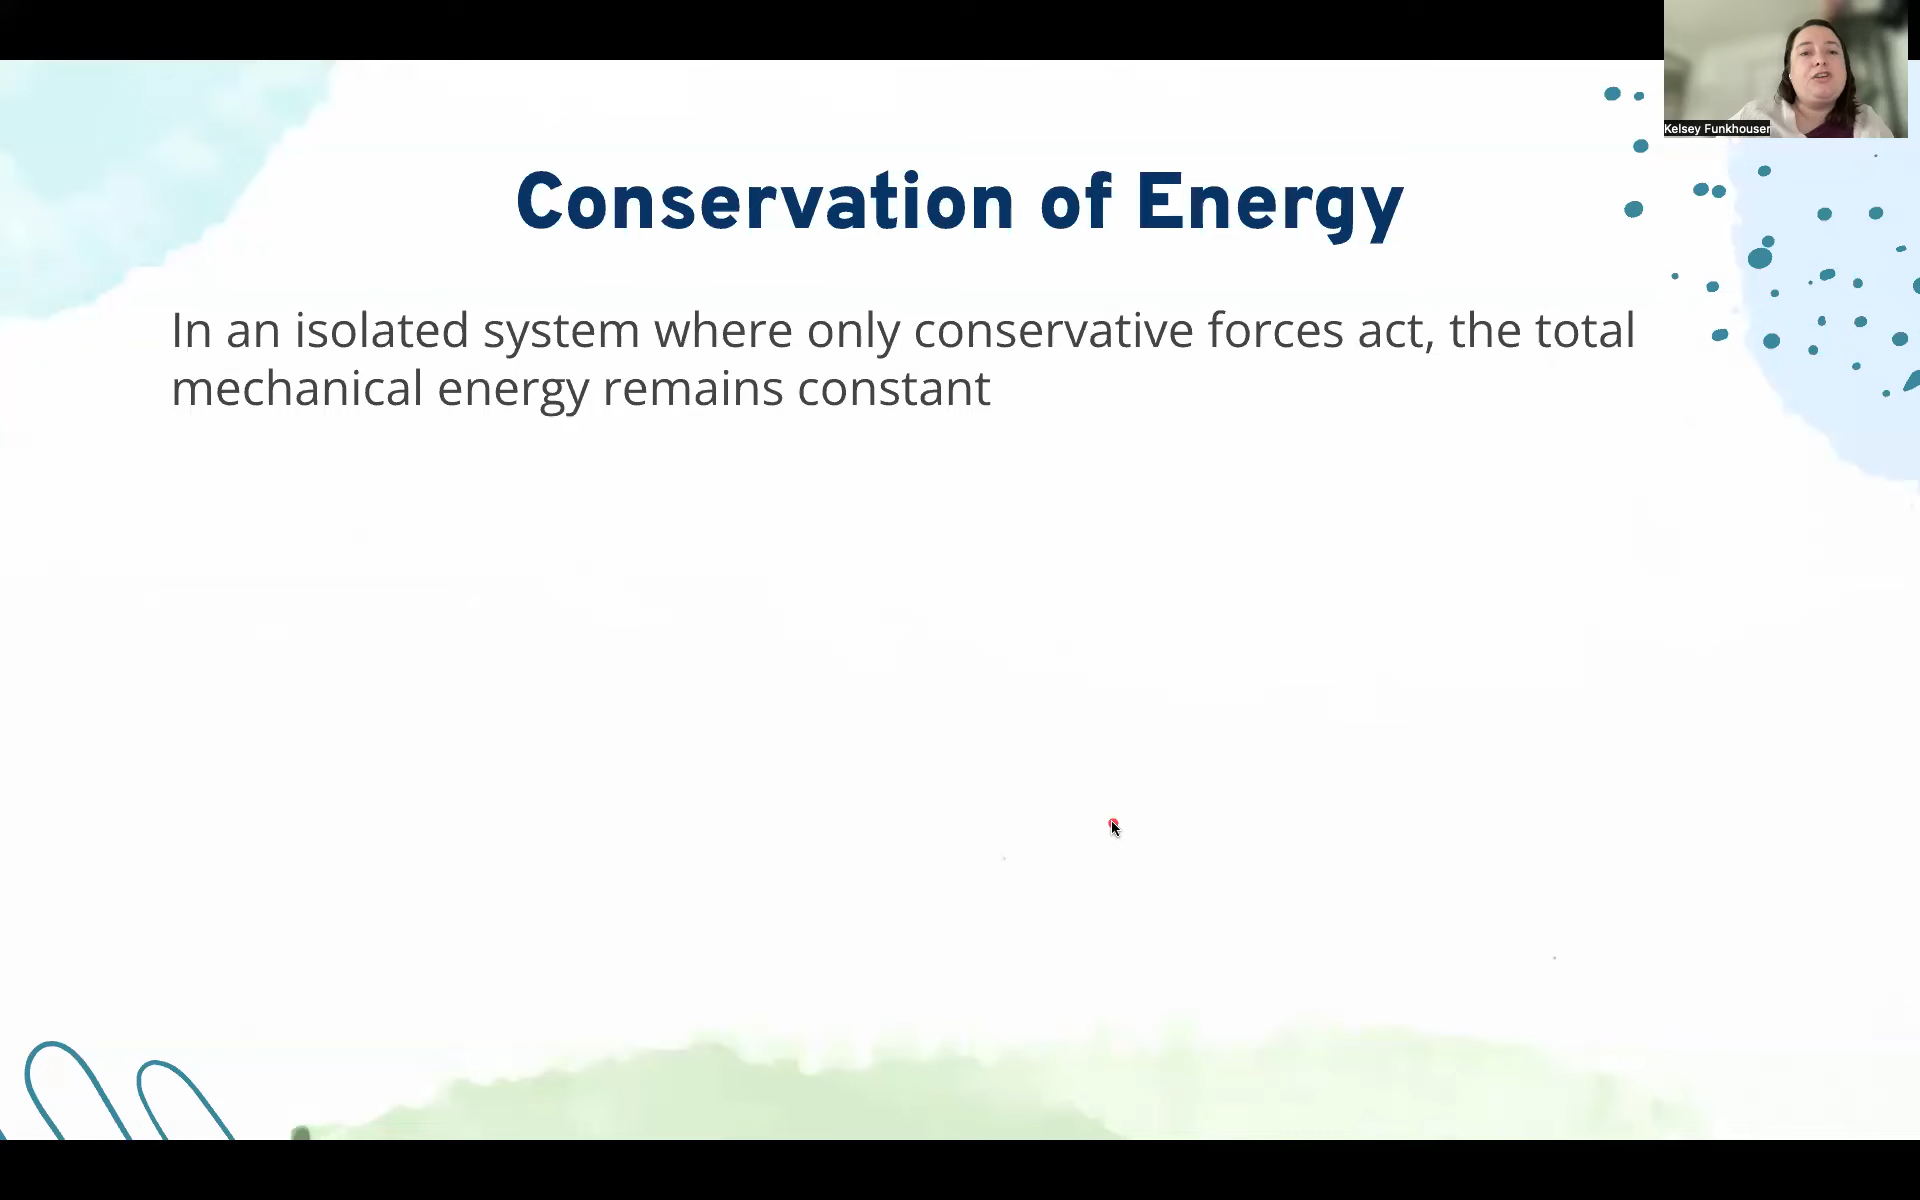 Kelsey Funkhouser
Conservation of Energy
In an isolated system where only conservative forces act, the total
mechanical energy remains constant